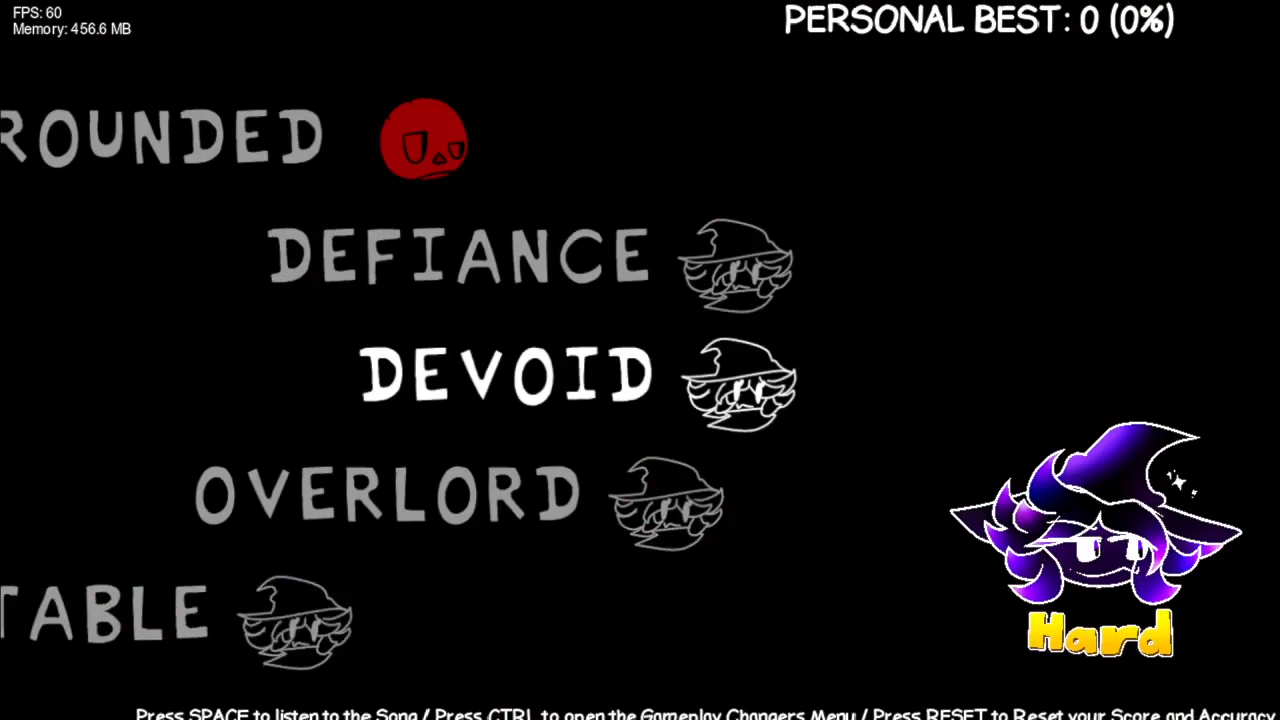 FPS: 60
Memory: 456.6 MB
PERSONAL BEST: 0 (0%)
ROUNDED
DEFIANCE
DEVOID
OVERLORD
TABLE
Hard
Press SPACE to listen to the Song / Press CTRL to open the Gameplay Changers Menu / Press RESET to Reset your Score and Accuracy.